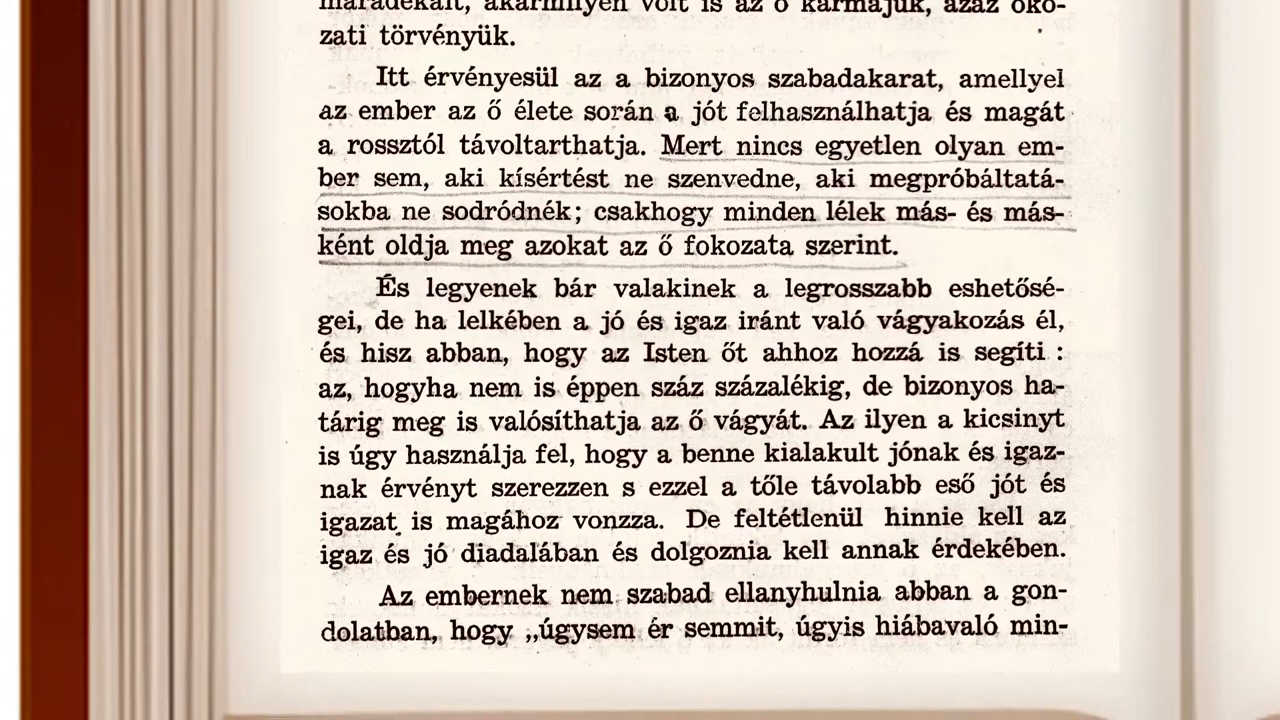 maradékait, akármilyen volt is az ő karmájuk, azaz oko-
zati törvényük.
Itt érvényesül az a bizonyos szabadakarat, amellyel
az ember az ő élete során a jót felhasználhatja és magát
a rossztól távoltarthatja. Mert nincs egyetlen olyan em-
ber sem, aki kísértést ne szenvedne, aki megpróbáltatá-
sokba ne sodródnék; csakhogy minden lélek más- és más-
ként oldja meg azokat az ő fokozata szerint.
És legyenek bár valakinek a legrosszabb eshetősé-
gei, de ha lelkében a jó és igaz iránt való vágyakozás él,
és hisz abban, hogy az Isten őt ahhoz hozzá is segíti :
az, hogyha nem is éppen száz százalékig, de bizonyos ha-
tárig meg is valósíthatja az ő vágyát. Az ilyen a kicsinyt
is úgy használja fel, hogy a benne kialakult jónak és igaz-
nak érvényt szerezzen s ezzel a tőle távolabb eső jót és
igazat is magához vonzza. De feltétlenül hinnie kell az
igaz és jó diadalában és dolgoznia kell annak érdekében.
Az embernek nem szabad ellanyhulnia abban a gon-
dolatban, hogy „úgysem ér semmit, úgyis hiábavaló min-